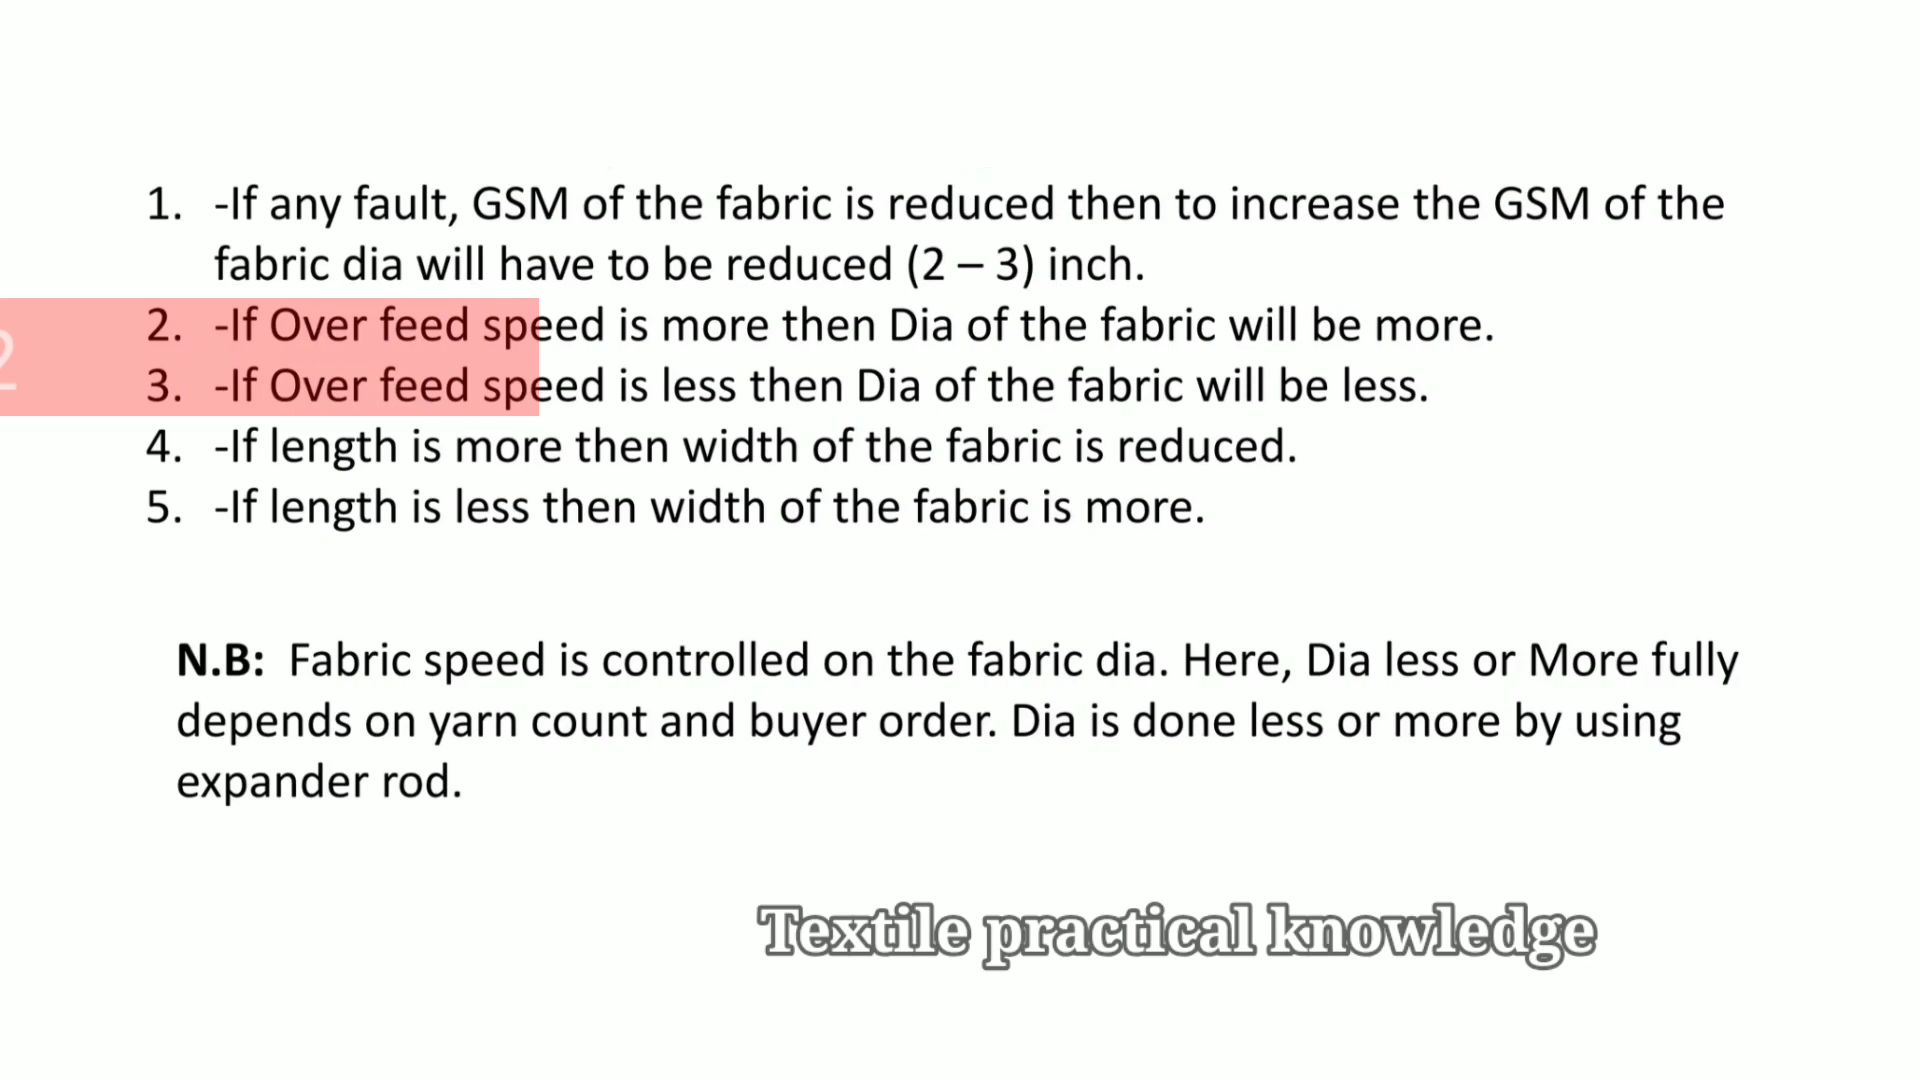 1. -If any fault, GSM of the fabric is reduced then to increase the GSM of the
fabric dia will have to be reduced (2 – 3) inch.
2. -If Over feed speed is more then Dia of the fabric will be more.
3. -If Over feed speed is less then Dia of the fabric will be less.
4. -If length is more then width of the fabric is reduced.
5. -If length is less then width of the fabric is more.
N.B: Fabric speed is controlled on the fabric dia. Here, Dia less or More fully
depends on yarn count and buyer order. Dia is done less or more by using
expander rod.
Textile practical knowledge